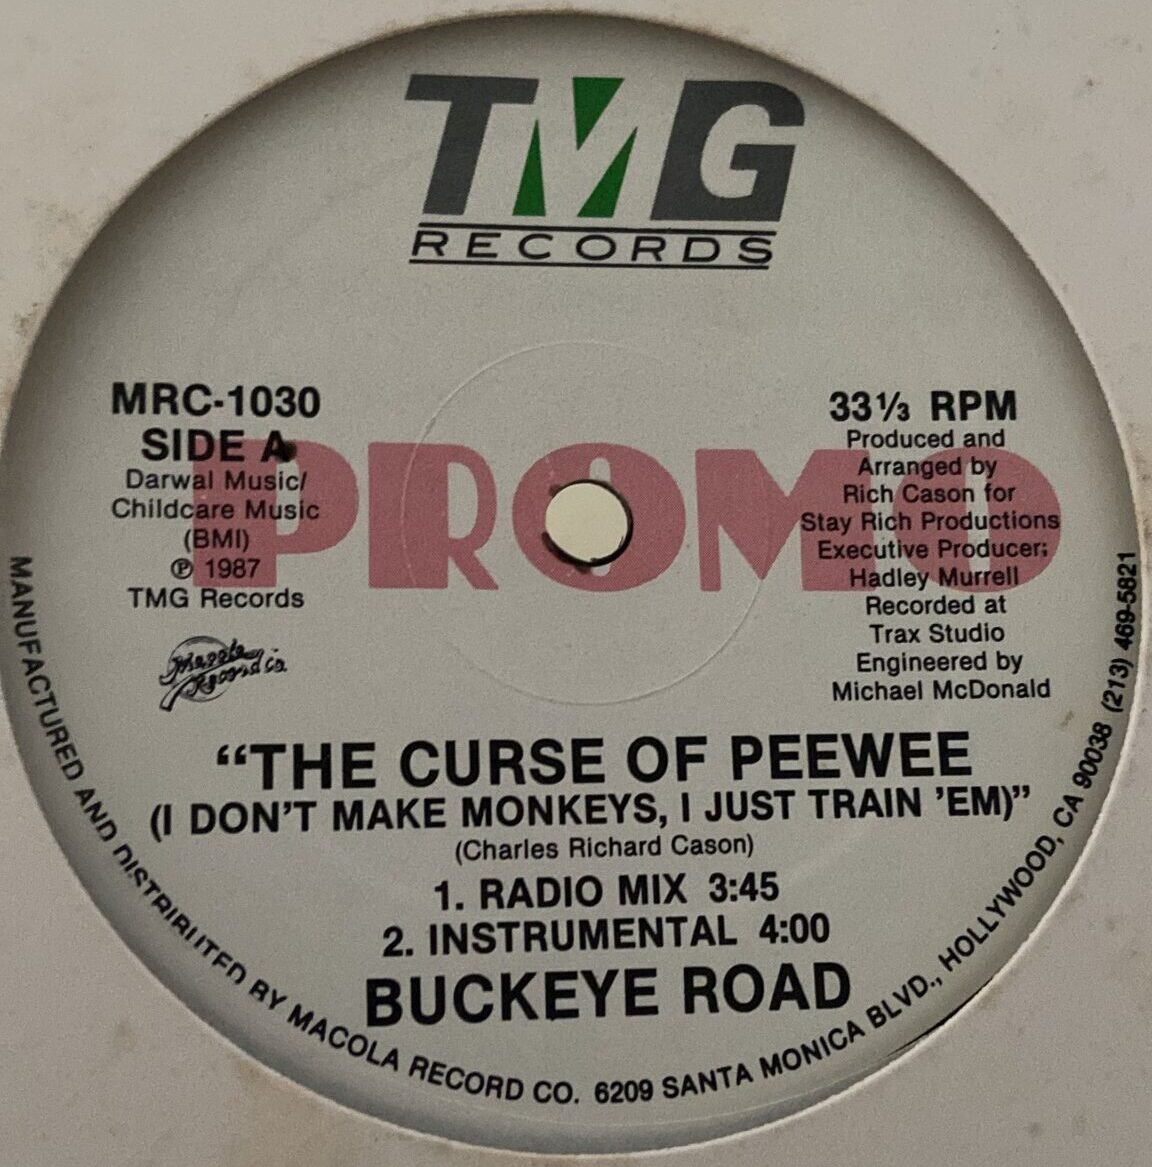 TMG
RECORDS
MRC-1030
SIDE A
Darwal Music/
Childcare Music
(BMI)
℗ 1987
TMG Records
Macola
Record Co.
PROMO
33⅓ RPM
Produced and
Arranged by
Rich Cason for
Stay Rich Productions
Executive Producer:
Hadley Murrell
Recorded at
Trax Studio
Engineered by
Michael McDonald
“THE CURSE OF PEEWEE
(I DON'T MAKE MONKEYS, I JUST TRAIN 'EM)”
(Charles Richard Cason)
1. RADIO MIX 3:45
2. INSTRUMENTAL 4:00
BUCKEYE ROAD
MANUFACTURED AND DISTRIBUTED BY MACOLA RECORD CO. 6209 SANTA MONICA BLVD., HOLLYWOOD, CA 90038 (213) 469-5821